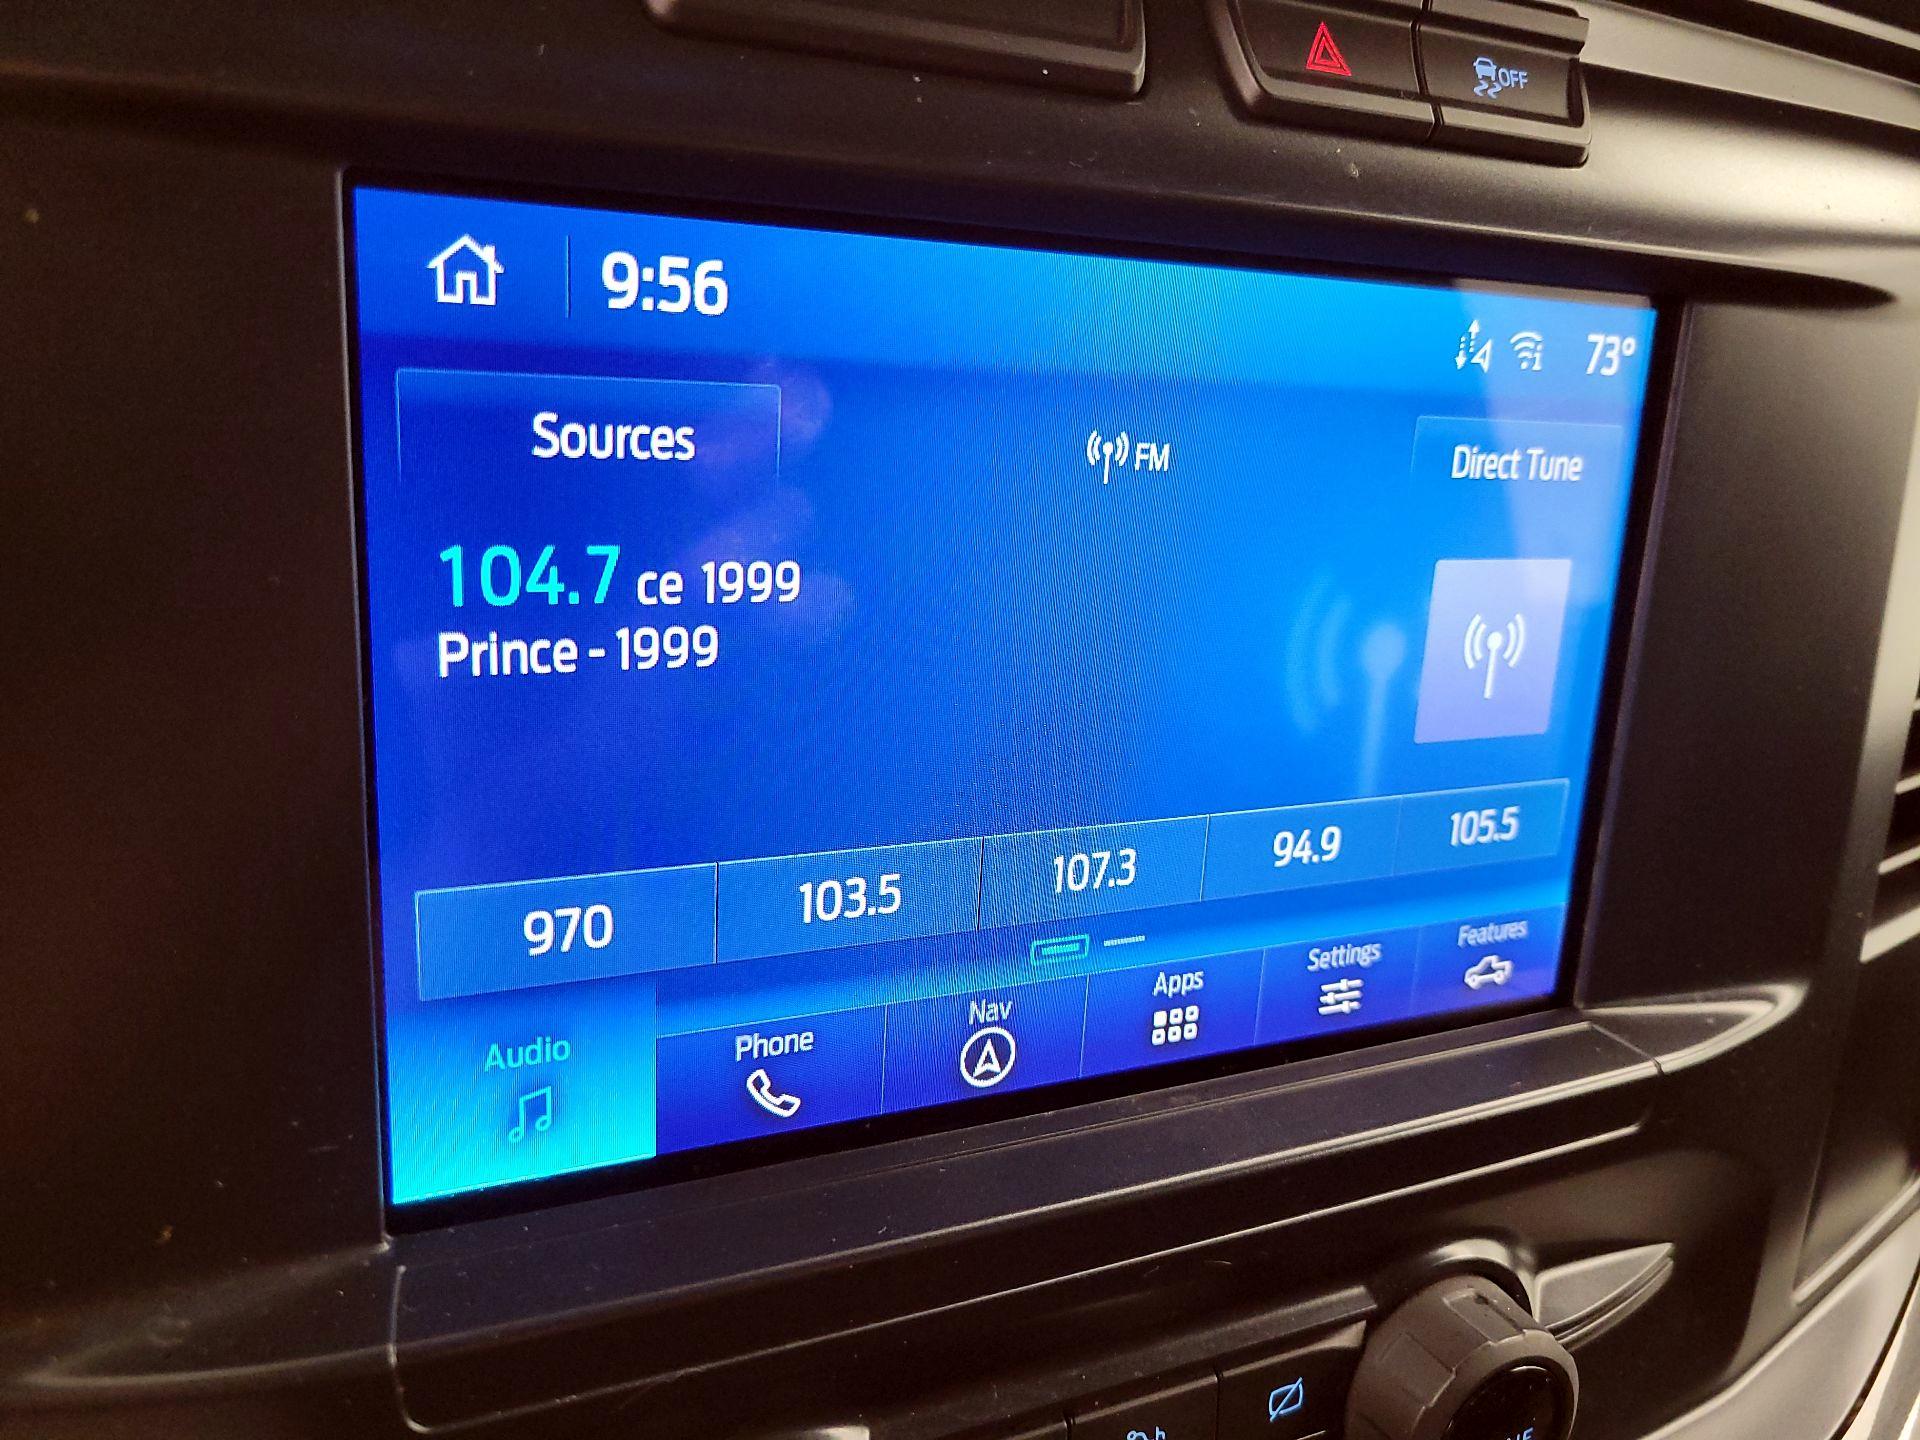 OFF
9:56
73°
Sources
FM
Direct Tune
104.7 ce 1999
Prince - 1999
970
103.5
107.3
94.9
105.5
Audio
Phone
Nav
Apps
Settings
Features